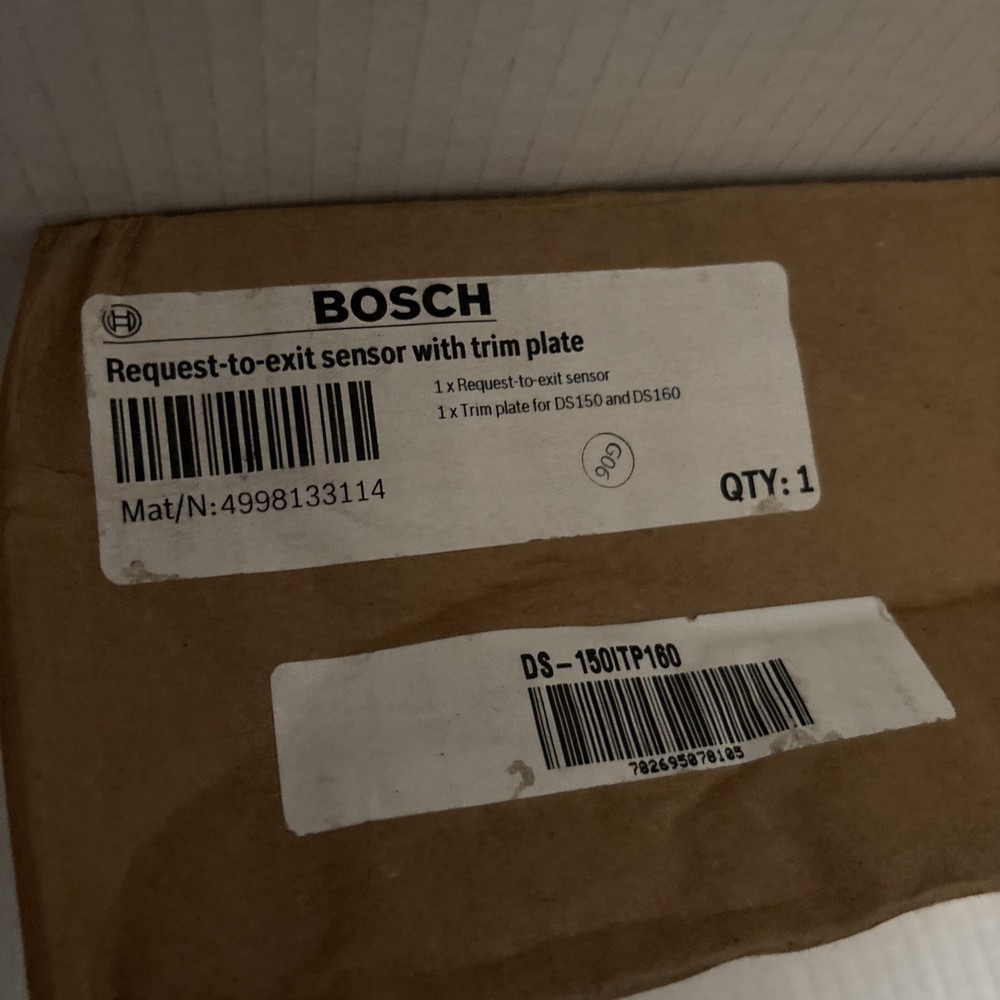 BOSCH
Request-to-exit sensor with trim plate
1 x Request-to-exit sensor
1 x Trim plate for DS150 and DS160
G06
Mat/N:4998133114
QTY: 1
DS-150ITP160
782695078105